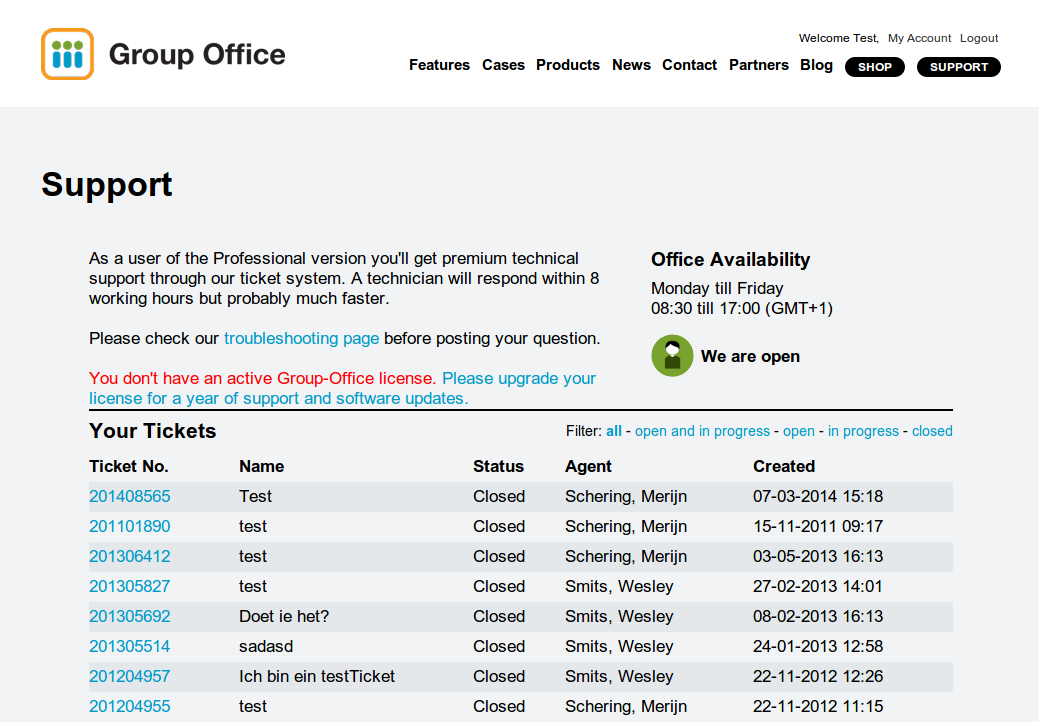 Group Office
Welcome Test, My Account Logout
Features Cases Products News Contact Partners Blog SHOP SUPPORT
Support
As a user of the Professional version you'll get premium technical
support through our ticket system. A technician will respond within 8
working hours but probably much faster.
Please check our troubleshooting page before posting your question.
You don't have an active Group-Office license. Please upgrade your
license for a year of support and software updates.
Office Availability
Monday till Friday
08:30 till 17:00 (GMT+1)
We are open
Your Tickets
Filter: all - open and in progress - open - in progress - closed
Ticket No. Name Status Agent Created
201408565 Test Closed Schering, Merijn 07-03-2014 15:18
201101890 test Closed Schering, Merijn 15-11-2011 09:17
201306412 test Closed Schering, Merijn 03-05-2013 16:13
201305827 test Closed Smits, Wesley 27-02-2013 14:01
201305692 Doet ie het? Closed Smits, Wesley 08-02-2013 16:13
201305514 sadasd Closed Smits, Wesley 24-01-2013 12:58
201204957 Ich bin ein testTicket Closed Smits, Wesley 22-11-2012 12:26
201204955 test Closed Schering, Merijn 22-11-2012 11:15